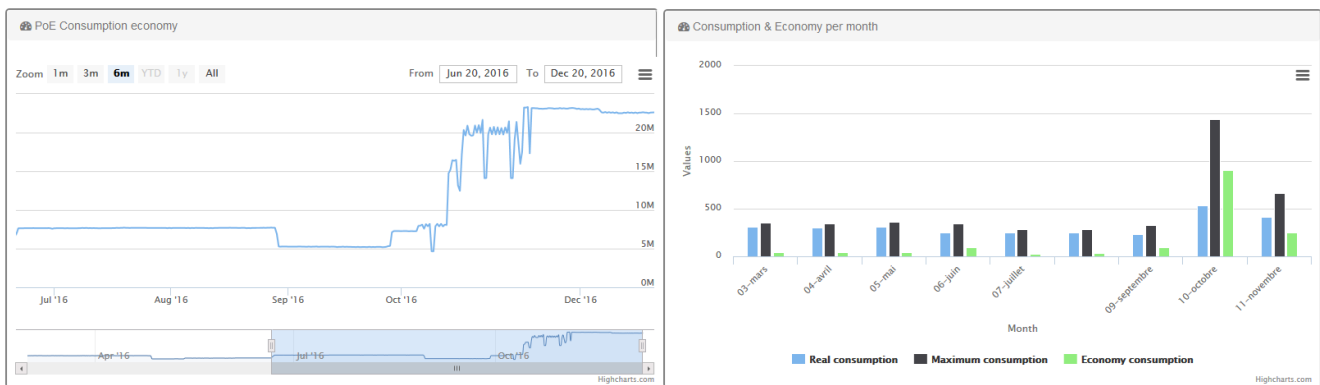 PoE Consumption economy
Zoom 1m 3m 6m YTD 1y All From Jun 20, 2016 To Dec 20, 2016
20M
15M
10M
5M
0M
Jul '16 Aug '16 Sep '16 Oct '16 Dec '16
Apr '16 Jul '16 Oct '16
Highcharts.com
Consumption & Economy per month
2000
1500
1000
500
0
Values
03-mars 04-avril 05-mai 06-juin 07-juillet 09-septembre 10-octobre 11-novembre
Month
Real consumption Maximum consumption Economy consumption
Highcharts.com